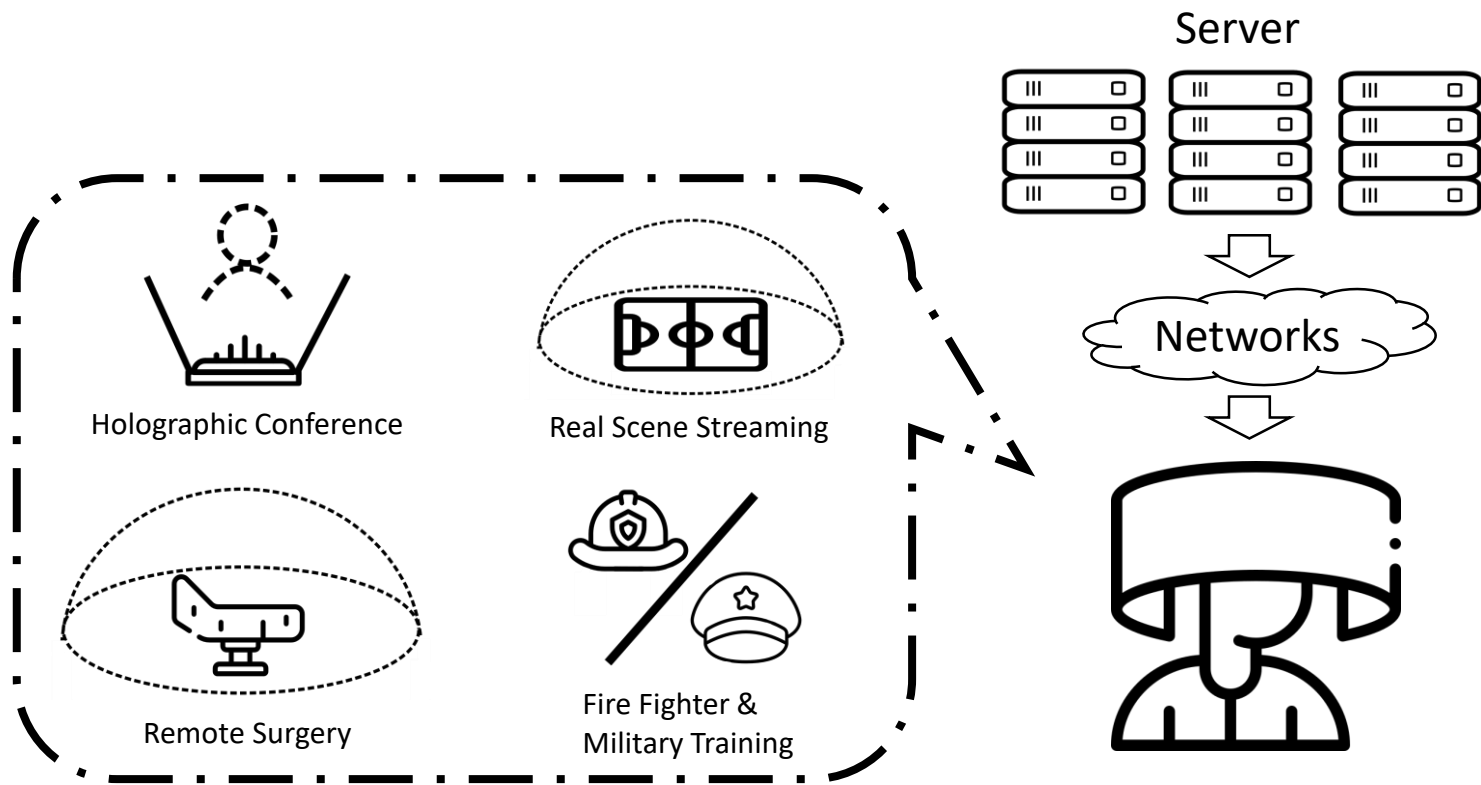 Server
Networks
Holographic Conference
Real Scene Streaming
Remote Surgery
Fire Fighter &
Military Training